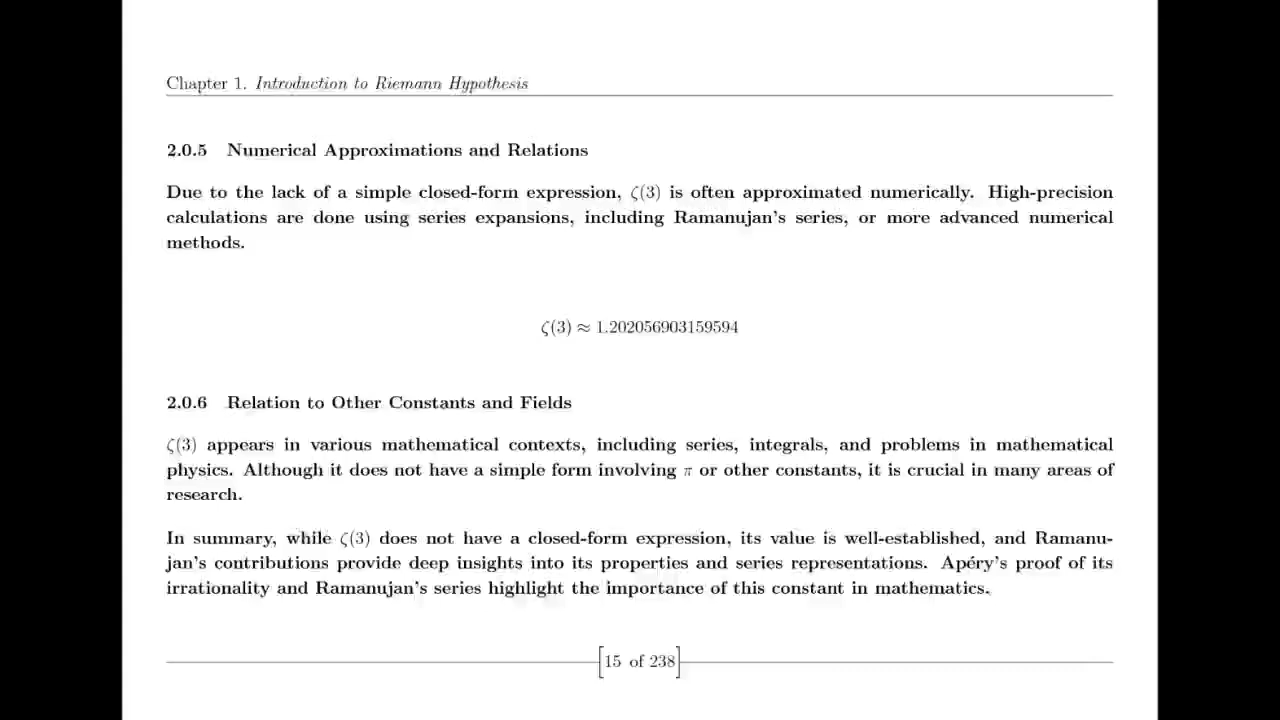 Chapter 1. Introduction to Riemann Hypothesis
2.0.5 Numerical Approximations and Relations
Due to the lack of a simple closed-form expression, ζ(3) is often approximated numerically. High-precision
calculations are done using series expansions, including Ramanujan's series, or more advanced numerical
methods.
ζ(3) ≈ 1.202056903159594
2.0.6 Relation to Other Constants and Fields
ζ(3) appears in various mathematical contexts, including series, integrals, and problems in mathematical
physics. Although it does not have a simple form involving π or other constants, it is crucial in many areas of
research.
In summary, while ζ(3) does not have a closed-form expression, its value is well-established, and Ramanu-
jan's contributions provide deep insights into its properties and series representations. Apéry's proof of its
irrationality and Ramanujan's series highlight the importance of this constant in mathematics.
[15 of 238]